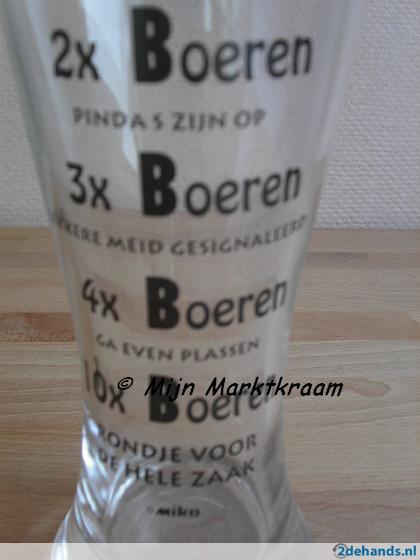 2x Boeren
PINDA S ZIJN OP
3x Boeren
LEKKERE MEID GESIGNALEERD
4x Boeren
GA EVEN PLASSEN
10x Boeren
© Mijn Marktkraam
RONDJE VOOR
DE HELE ZAAK
MIKO
2dehands.nl